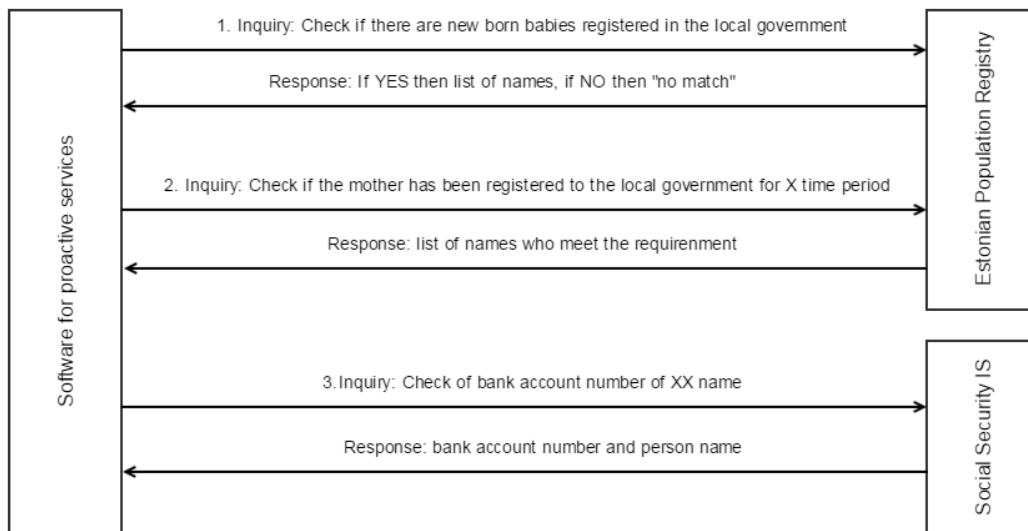 1. Inquiry: Check if there are new born babies registered in the local government
Response: If YES then list of names, if NO then "no match"
2. Inquiry: Check if the mother has been registered to the local government for X time period
Response: list of names who meet the requirenment
3.Inquiry: Check of bank account number of XX name
Response: bank account number and person name
Software for proactive services
Estonian Population Registry
Social Security IS